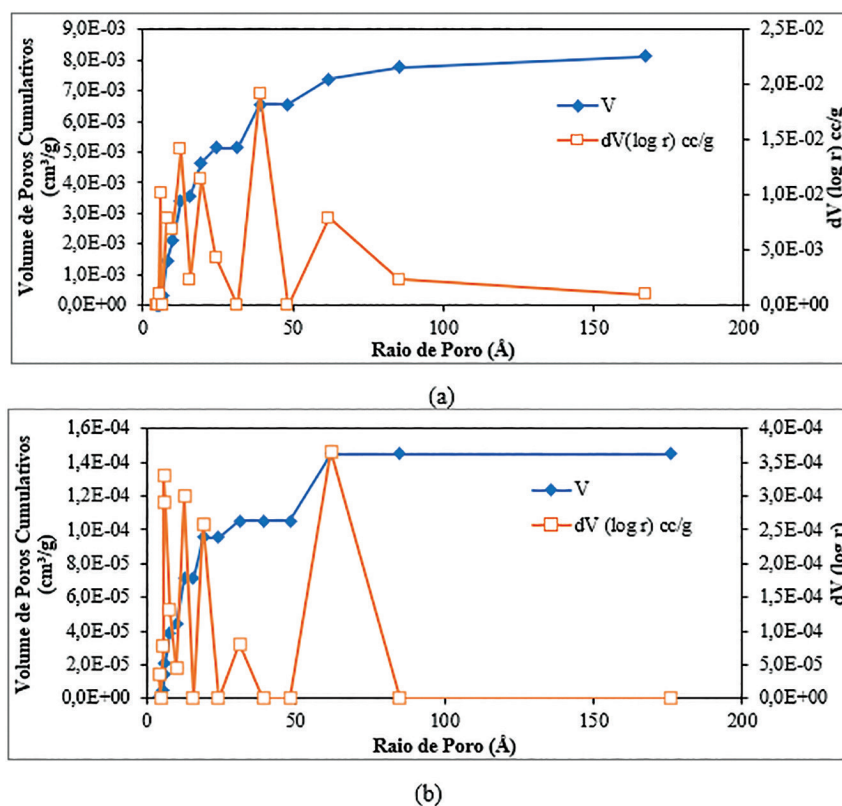 Volume de Poros Cumulativos
(cm³/g)
9,0E-03
8,0E-03
7,0E-03
6,0E-03
5,0E-03
4,0E-03
3,0E-03
2,0E-03
1,0E-03
0,0E+00
V
dV(log r) cc/g
2,5E-02
2,0E-02
1,5E-02
1,0E-02
5,0E-03
0,0E+00
dV (log r) cc/g
0
50
100
150
200
Raio de Poro (Å)
(a)
Volume de Poros Cumulativos
(cm³/g)
1,6E-04
1,4E-04
1,2E-04
1,0E-04
8,0E-05
6,0E-05
4,0E-05
2,0E-05
0,0E+00
V
dV (log r) cc/g
4,0E-04
3,5E-04
3,0E-04
2,5E-04
2,0E-04
1,5E-04
1,0E-04
5,0E-05
0,0E+00
dV (log r)
0
50
100
150
200
Raio de Poro (Å)
(b)